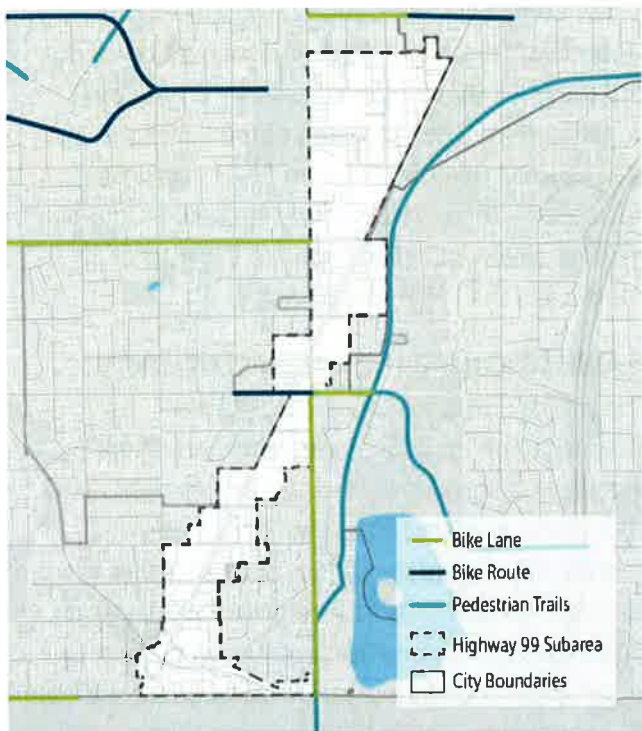 Bike Lane
Bike Route
Pedestrian Trails
Highway 99 Subarea
City Boundaries